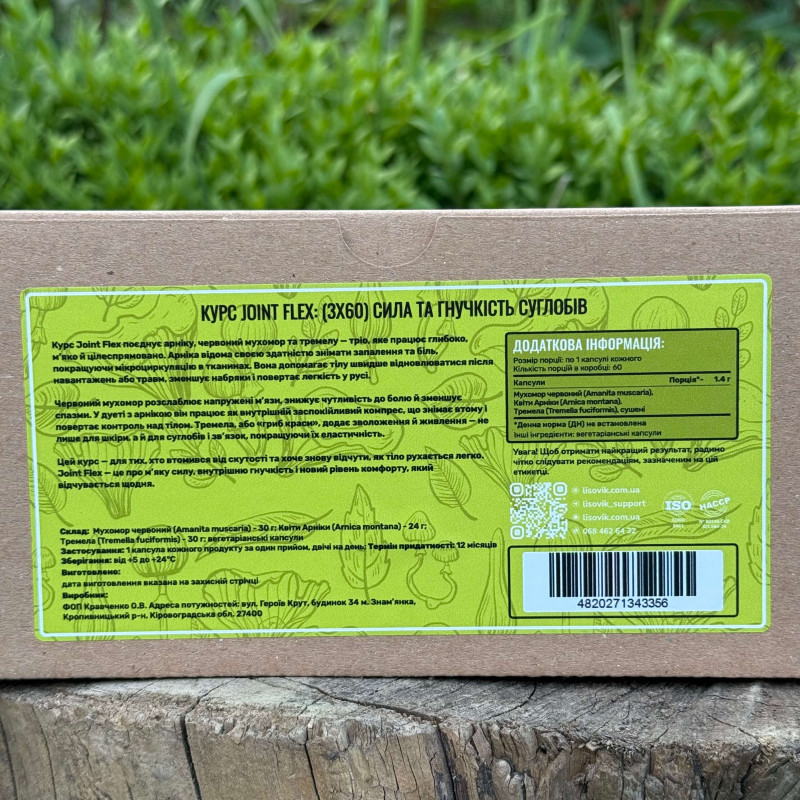 КУРС JOINT FLEX: (3X60) СИЛА ТА ГНУЧКІСТЬ СУГЛОБІВ
Курс Joint Flex поєднує арніку, червоний мухомор та тремелу — тріо, яке працює глибоко,
м'яко й цілеспрямовано. Арніка відома своєю здатністю знімати запалення та біль,
покращуючи мікроциркуляцію в тканинах. Вона допомагає тілу швидше відновлюватися після
навантажень або травм, зменшує набряки і повертає легкість у русі.
Червоний мухомор розслаблює напружені м'язи, знижує чутливість до болю й зменшує
спазми. У дуеті з арнікою він працює як внутрішній заспокійливий компрес, що знімає втому і
повертає контроль над тілом. Тремела, або «гриб краси», додає зволоження й живлення — не
лише для шкіри, а й для суглобів і зв'язок, покращуючи їх еластичність.
Цей курс — для тих, хто втомився від скутості та хоче знову відчути, як тіло рухається легко.
Joint Flex — це про м'яку силу, внутрішню гнучкість і новий рівень комфорту, який
відчувається щодня.
Склад: Мухомор червоний (Amanita muscaria) - 30 г; Квіти Арніки (Arnica montana) - 24 г;
Тремела (Tremella fuciformis) - 30 г; вегетаріанські капсули
Застосування: 1 капсула кожного продукту за один прийом, двічі на день; Термін придатності: 12 місяців
Зберігання: від +5 до +24°C
Виготовлено:
дата виготовлення вказана на захисній стрічці
Виробник:
ФОП Кравченко О.В. Адреса потужностей: вул. Героїв Крут, будинок 34 м. Знам'янка,
Кропивницький р-н. Кіровоградська обл. 27400
ДОДАТКОВА ІНФОРМАЦІЯ:
Розмір порції: по 1 капсулі кожного
Кількість порцій в коробці: 60
Капсули Порція*- 1.4 г
Мухомор червоний (Amanita muscaria),
Квіти Арніки (Arnica montana),
Тремела (Tremella fuciformis), сушені
*Денна норма (ДН) не встановлена
Інші інгредієнти: вегетаріанські капсули
Увага! Щоб отримати найкращий результат, радимо
чітко слідувати рекомендаціям, зазначеним на цій
етикетці.
lisovik.com.ua
lisovik_support
lisovik.com.ua
068 462 64 22
ISO
HACCP
4820271343356